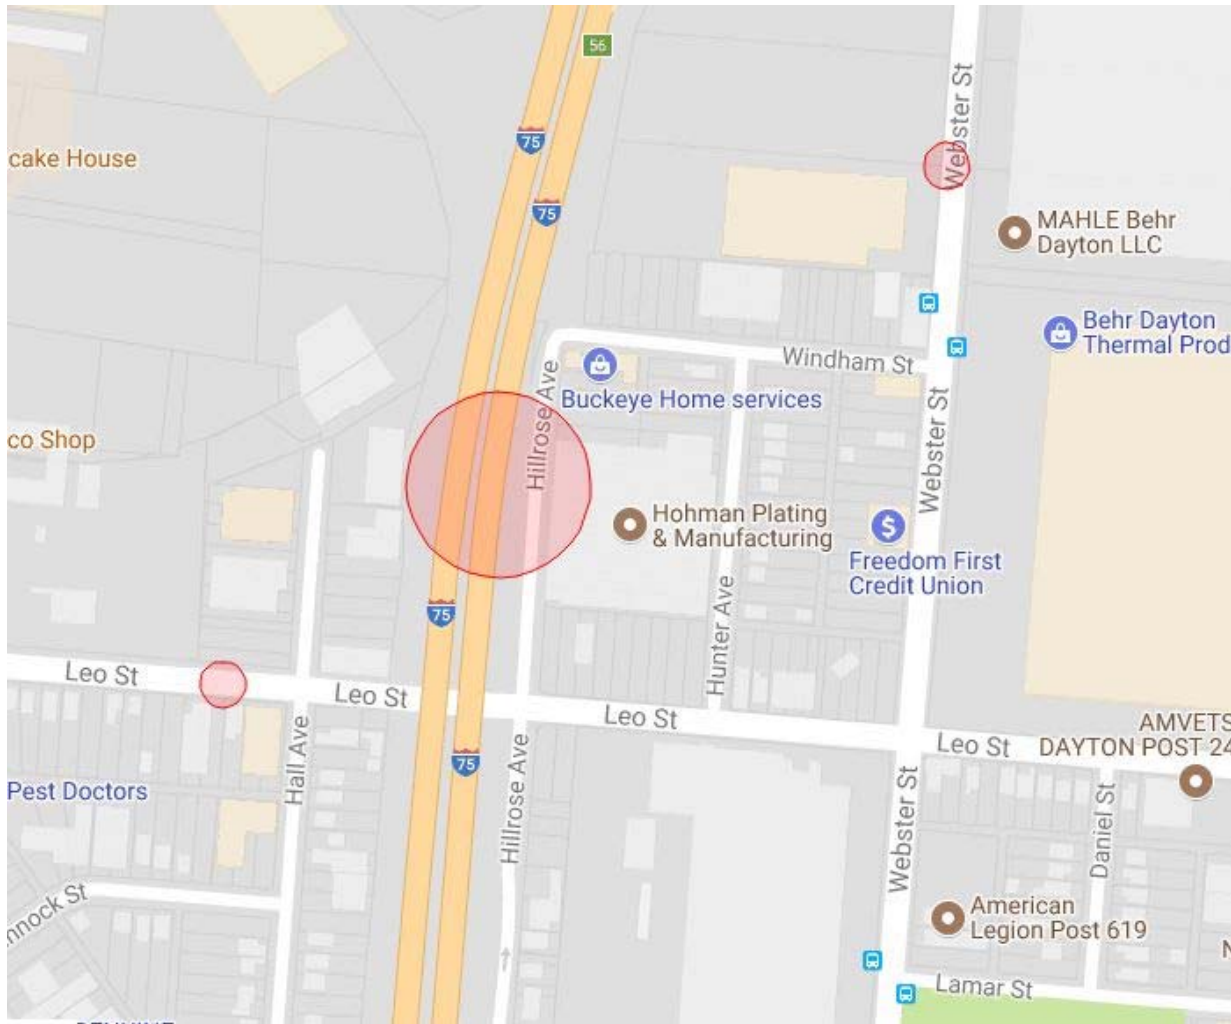 56
Webster St
75
cake House
75
MAHLE Behr
Dayton LLC
Behr Dayton
Thermal Prod
Windham St
Hillrose Ave
Buckeye Home services
Webster St
co Shop
Hohman Plating
& Manufacturing
$
Freedom First
Credit Union
Hunter Ave
75
Leo St
Leo St
Leo St
Leo St
AMVETS
DAYTON POST 24
Hall Ave
75
Hillrose Ave
Pest Doctors
Webster St
Daniel St
nnock St
American
Legion Post 619
N
Lamar St